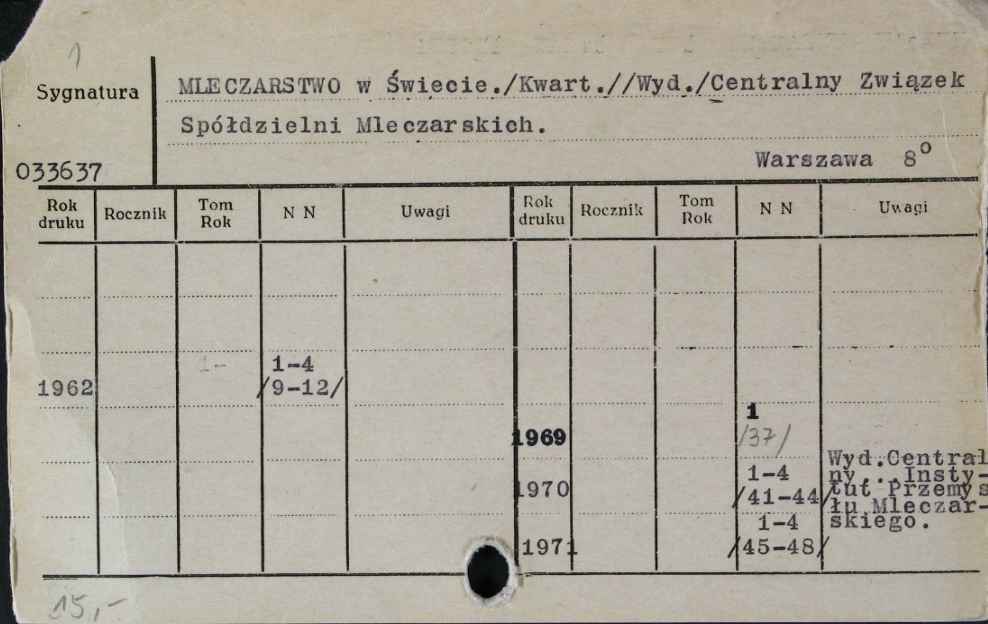 1
Sygnatura
MLECZARSTWO w Świecie./Kwart.//Wyd./Centralny Związek
Spółdzielni Mleczarskich.
033637
Warszawa 8º
Rok druku Rocznik Tom Rok N N Uwagi Rok druku Rocznik Tom Rok N N Uwagi
1-
1-4
1962 /9-12/
1
1969 /37/
Wyd.Central
1-4 ny..Insty-
1970 /41-44/ tut Przemys
łu Mleczar-
1-4 skiego.
1971 /45-48/
15,-